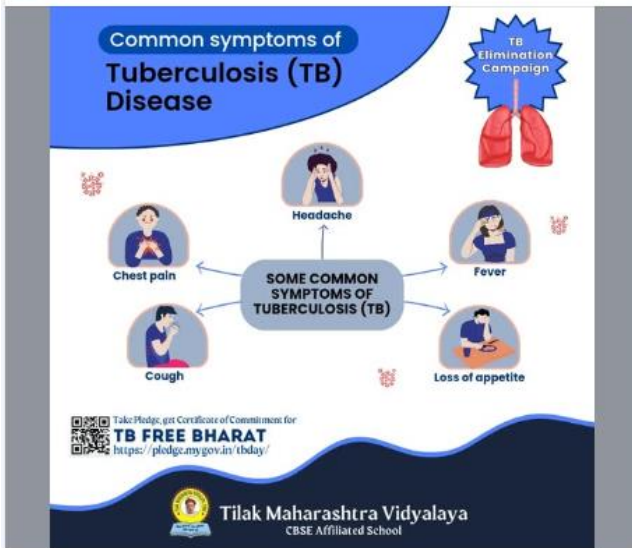 Common symptoms of
Tuberculosis (TB)
Disease
TB
Elimination
Campaign
Headache
Chest pain
Fever
SOME COMMON
SYMPTOMS OF
TUBERCULOSIS (TB)
Cough
Loss of appetite
Take Pledge, get Certificate of Commitment for
TB FREE BHARAT
https://pledge.mygov.in/tbday/
Tilak Maharashtra Vidyalaya
CBSE Affiliated School